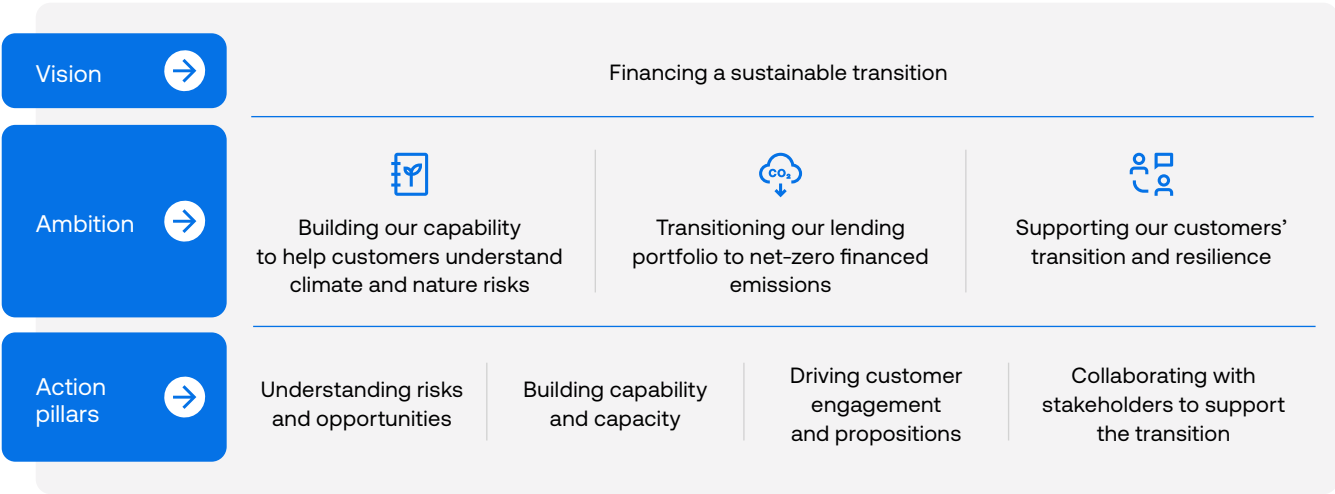 Vision
Financing a sustainable transition
Ambition
Building our capability
to help customers understand
climate and nature risks
CO₂
Transitioning our lending
portfolio to net-zero financed
emissions
Supporting our customers’
transition and resilience
Action
pillars
Understanding risks
and opportunities
Building capability
and capacity
Driving customer
engagement
and propositions
Collaborating with
stakeholders to support
the transition